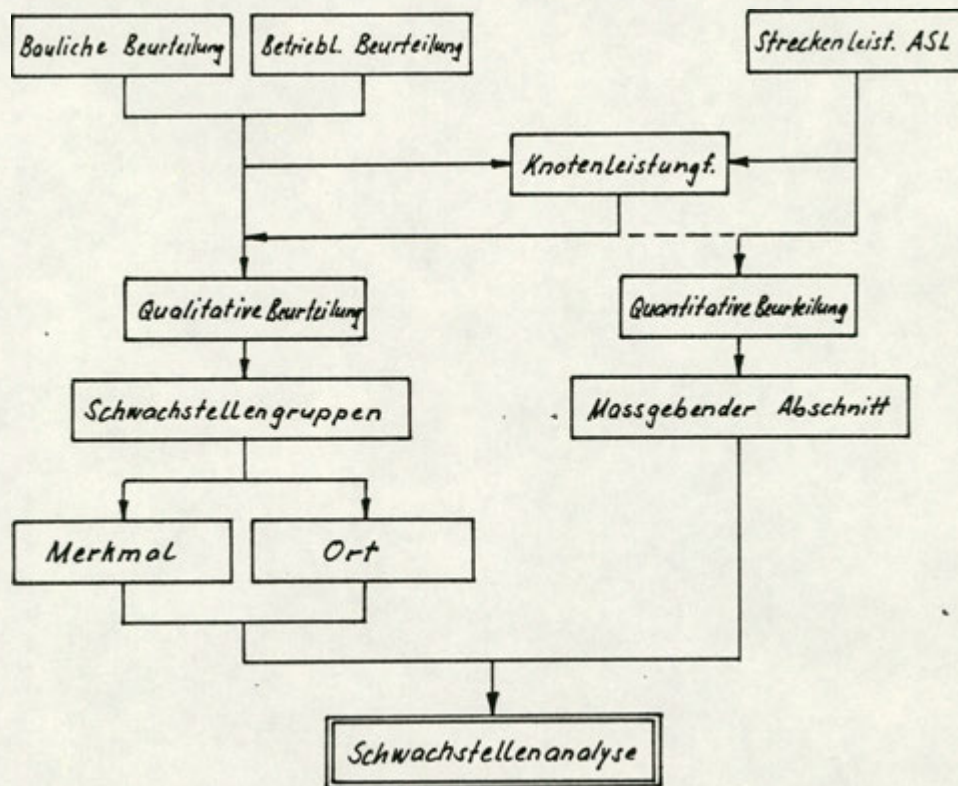 Bauliche Beurteilung
Betriebl. Beurteilung
Streckenleist. ASL
Knotenleistungf.
Qualitative Beurteilung
Quantitative Beurteilung
Schwachstellengruppen
Massgebender Abschnitt
Merkmal
Ort
Schwachstellenanalyse